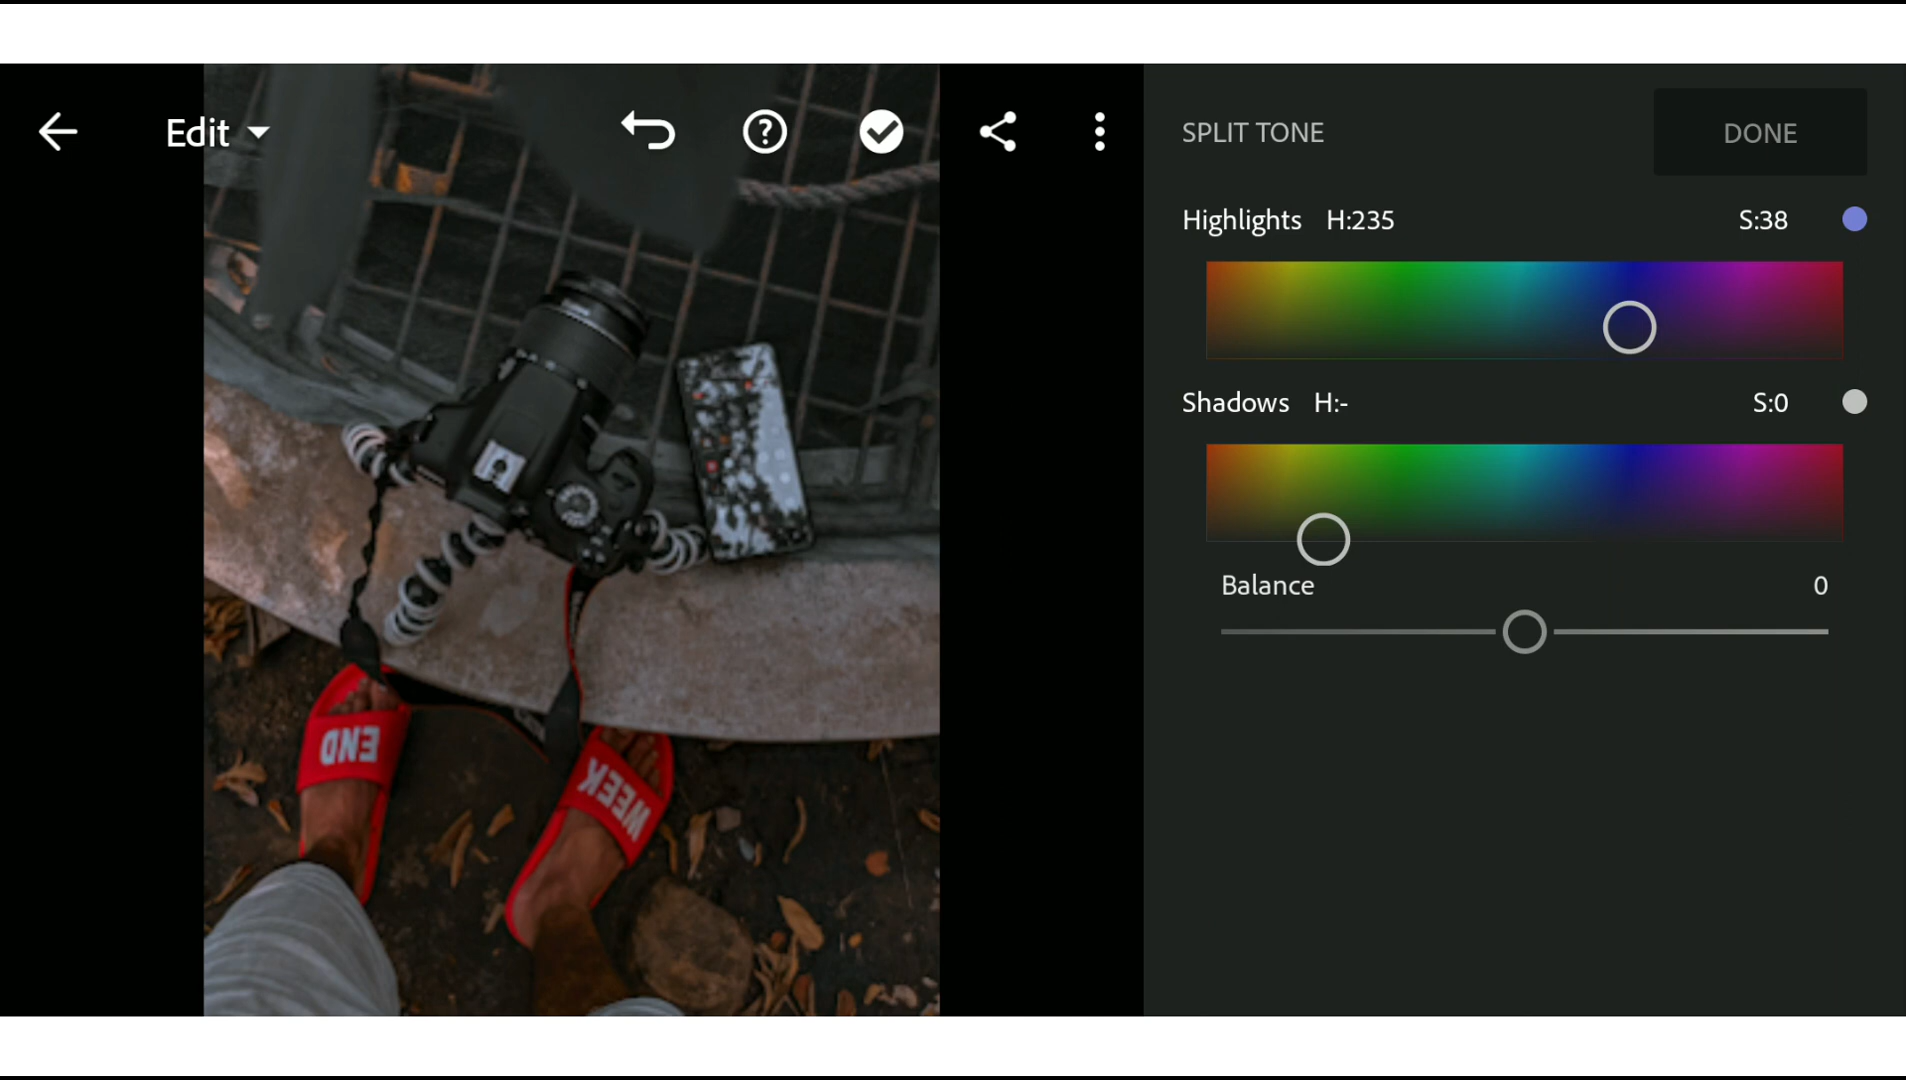 Edit
SPLIT TONE
DONE
Highlights H:235 S:38
Shadows H:- S:0
Balance 0
END
WEEK